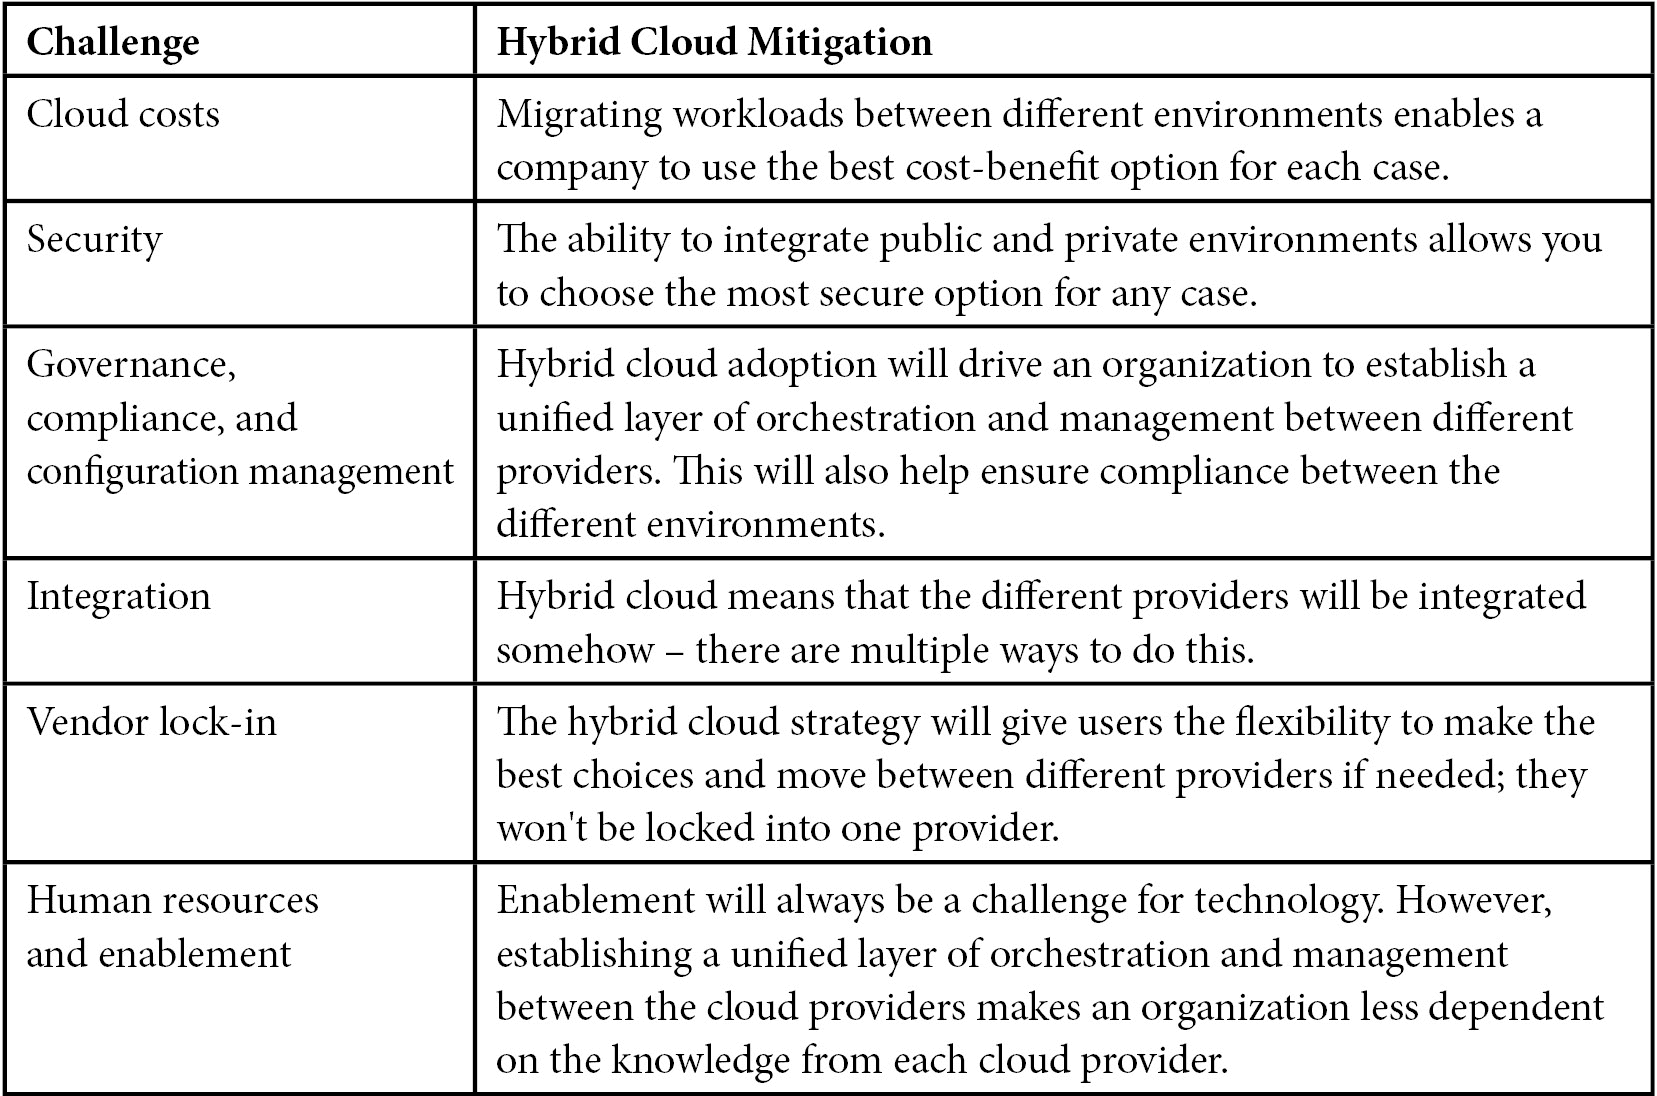 Challenge
Hybrid Cloud Mitigation
Cloud costs
Migrating workloads between different environments enables a
company to use the best cost-benefit option for each case.
Security
The ability to integrate public and private environments allows you
to choose the most secure option for any case.
Governance,
compliance, and
configuration management
Hybrid cloud adoption will drive an organization to establish a
unified layer of orchestration and management between different
providers. This will also help ensure compliance between the
different environments.
Integration
Hybrid cloud means that the different providers will be integrated
somehow – there are multiple ways to do this.
Vendor lock-in
The hybrid cloud strategy will give users the flexibility to make the
best choices and move between different providers if needed; they
won't be locked into one provider.
Human resources
and enablement
Enablement will always be a challenge for technology. However,
establishing a unified layer of orchestration and management
between the cloud providers makes an organization less dependent
on the knowledge from each cloud provider.